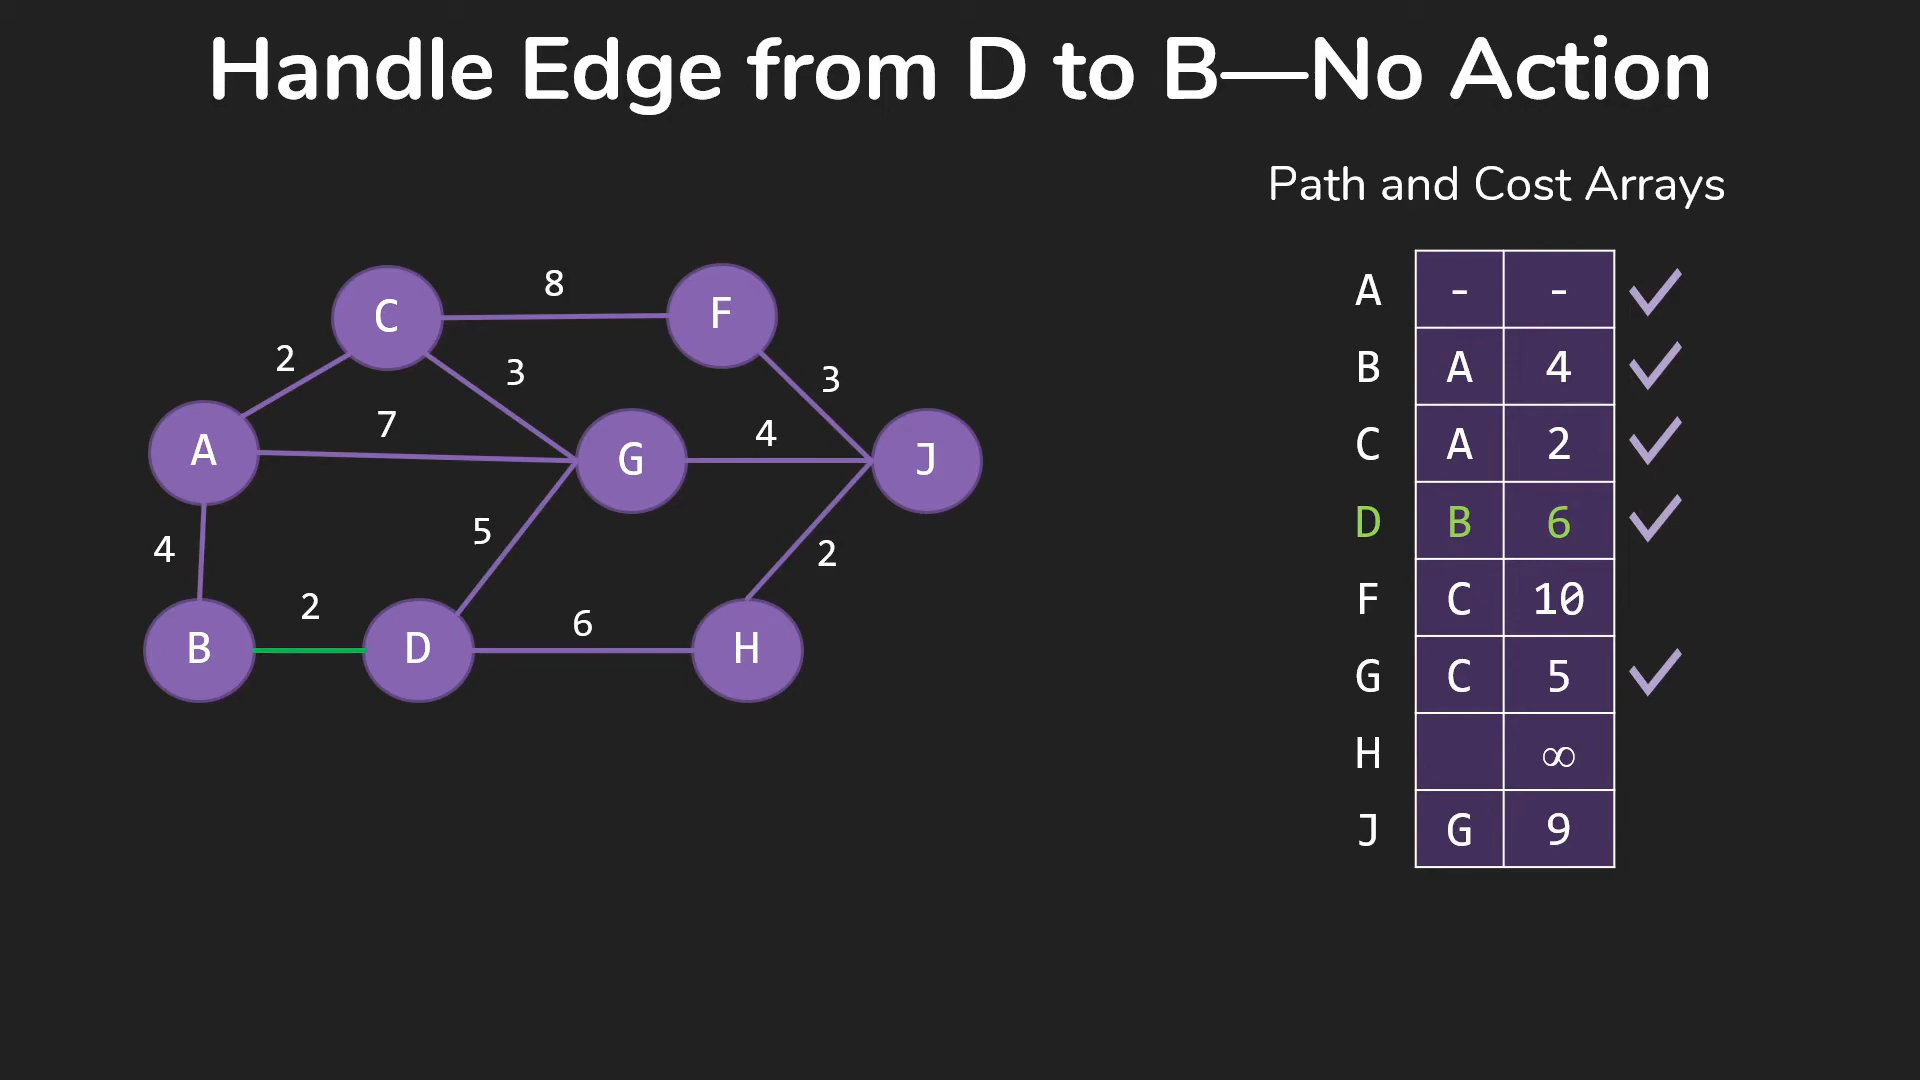 Handle Edge from D to B—No Action
Path and Cost Arrays
C 8 F
2 3 3
A 7 G 4 J
4 5 2
B 2 D 6 H
A - -
B A 4
C A 2
D B 6
F C 10
G C 5
H ∞
J G 9